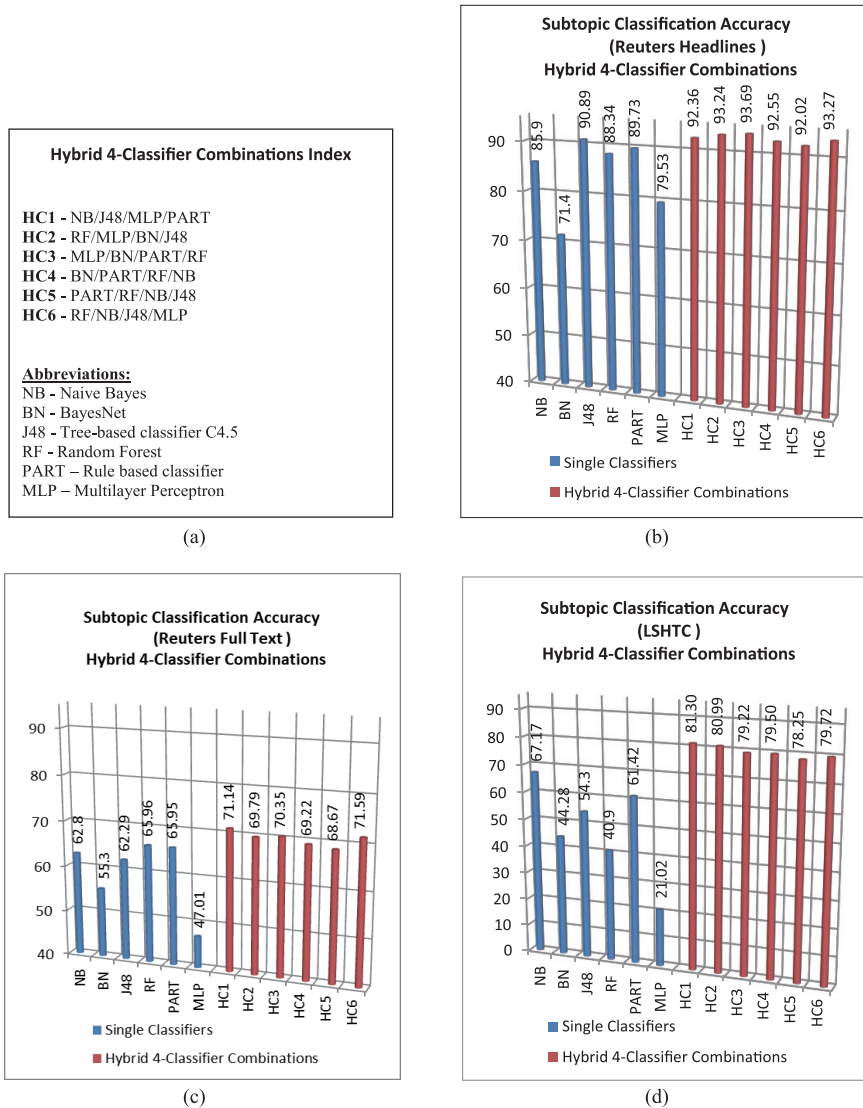 Hybrid 4-Classifier Combinations Index
HC1 - NB/J48/MLP/PART
HC2 - RF/MLP/BN/J48
HC3 - MLP/BN/PART/RF
HC4 - BN/PART/RF/NB
HC5 - PART/RF/NB/J48
HC6 - RF/NB/J48/MLP
Abbreviations:
NB - Naive Bayes
BN - BayesNet
J48 - Tree-based classifier C4.5
RF - Random Forest
PART – Rule based classifier
MLP – Multilayer Perceptron
(a)
Subtopic Classification Accuracy
(Reuters Headlines )
Hybrid 4-Classifier Combinations
85.9
71.4
90.89
88.34
89.73
79.53
92.36
93.24
93.69
92.55
92.02
93.27
90
80
70
60
50
40
NB
BN
J48
RF
PART
MLP
HC1
HC2
HC3
HC4
HC5
HC6
Single Classifiers
Hybrid 4-Classifier Combinations
(b)
Subtopic Classification Accuracy
(Reuters Full Text )
Hybrid 4-Classifier Combinations
90
80
70
60
50
40
62.8
55.3
62.29
65.96
65.95
47.01
71.14
69.79
70.35
69.22
68.67
71.59
NB
BN
J48
RF
PART
MLP
HC1
HC2
HC3
HC4
HC5
HC6
Single Classifiers
Hybrid 4-Classifier Combinations
(c)
Subtopic Classification Accuracy
(LSHTC )
Hybrid 4-Classifier Combinations
90
80
70
60
50
40
30
20
10
0
67.17
44.28
54.3
40.9
61.42
21.02
81.30
80.99
79.22
79.50
78.25
79.72
NB
BN
J48
RF
PART
MLP
HC1
HC2
HC3
HC4
HC5
HC6
Single Classifiers
Hybrid 4-Classifier Combinations
(d)